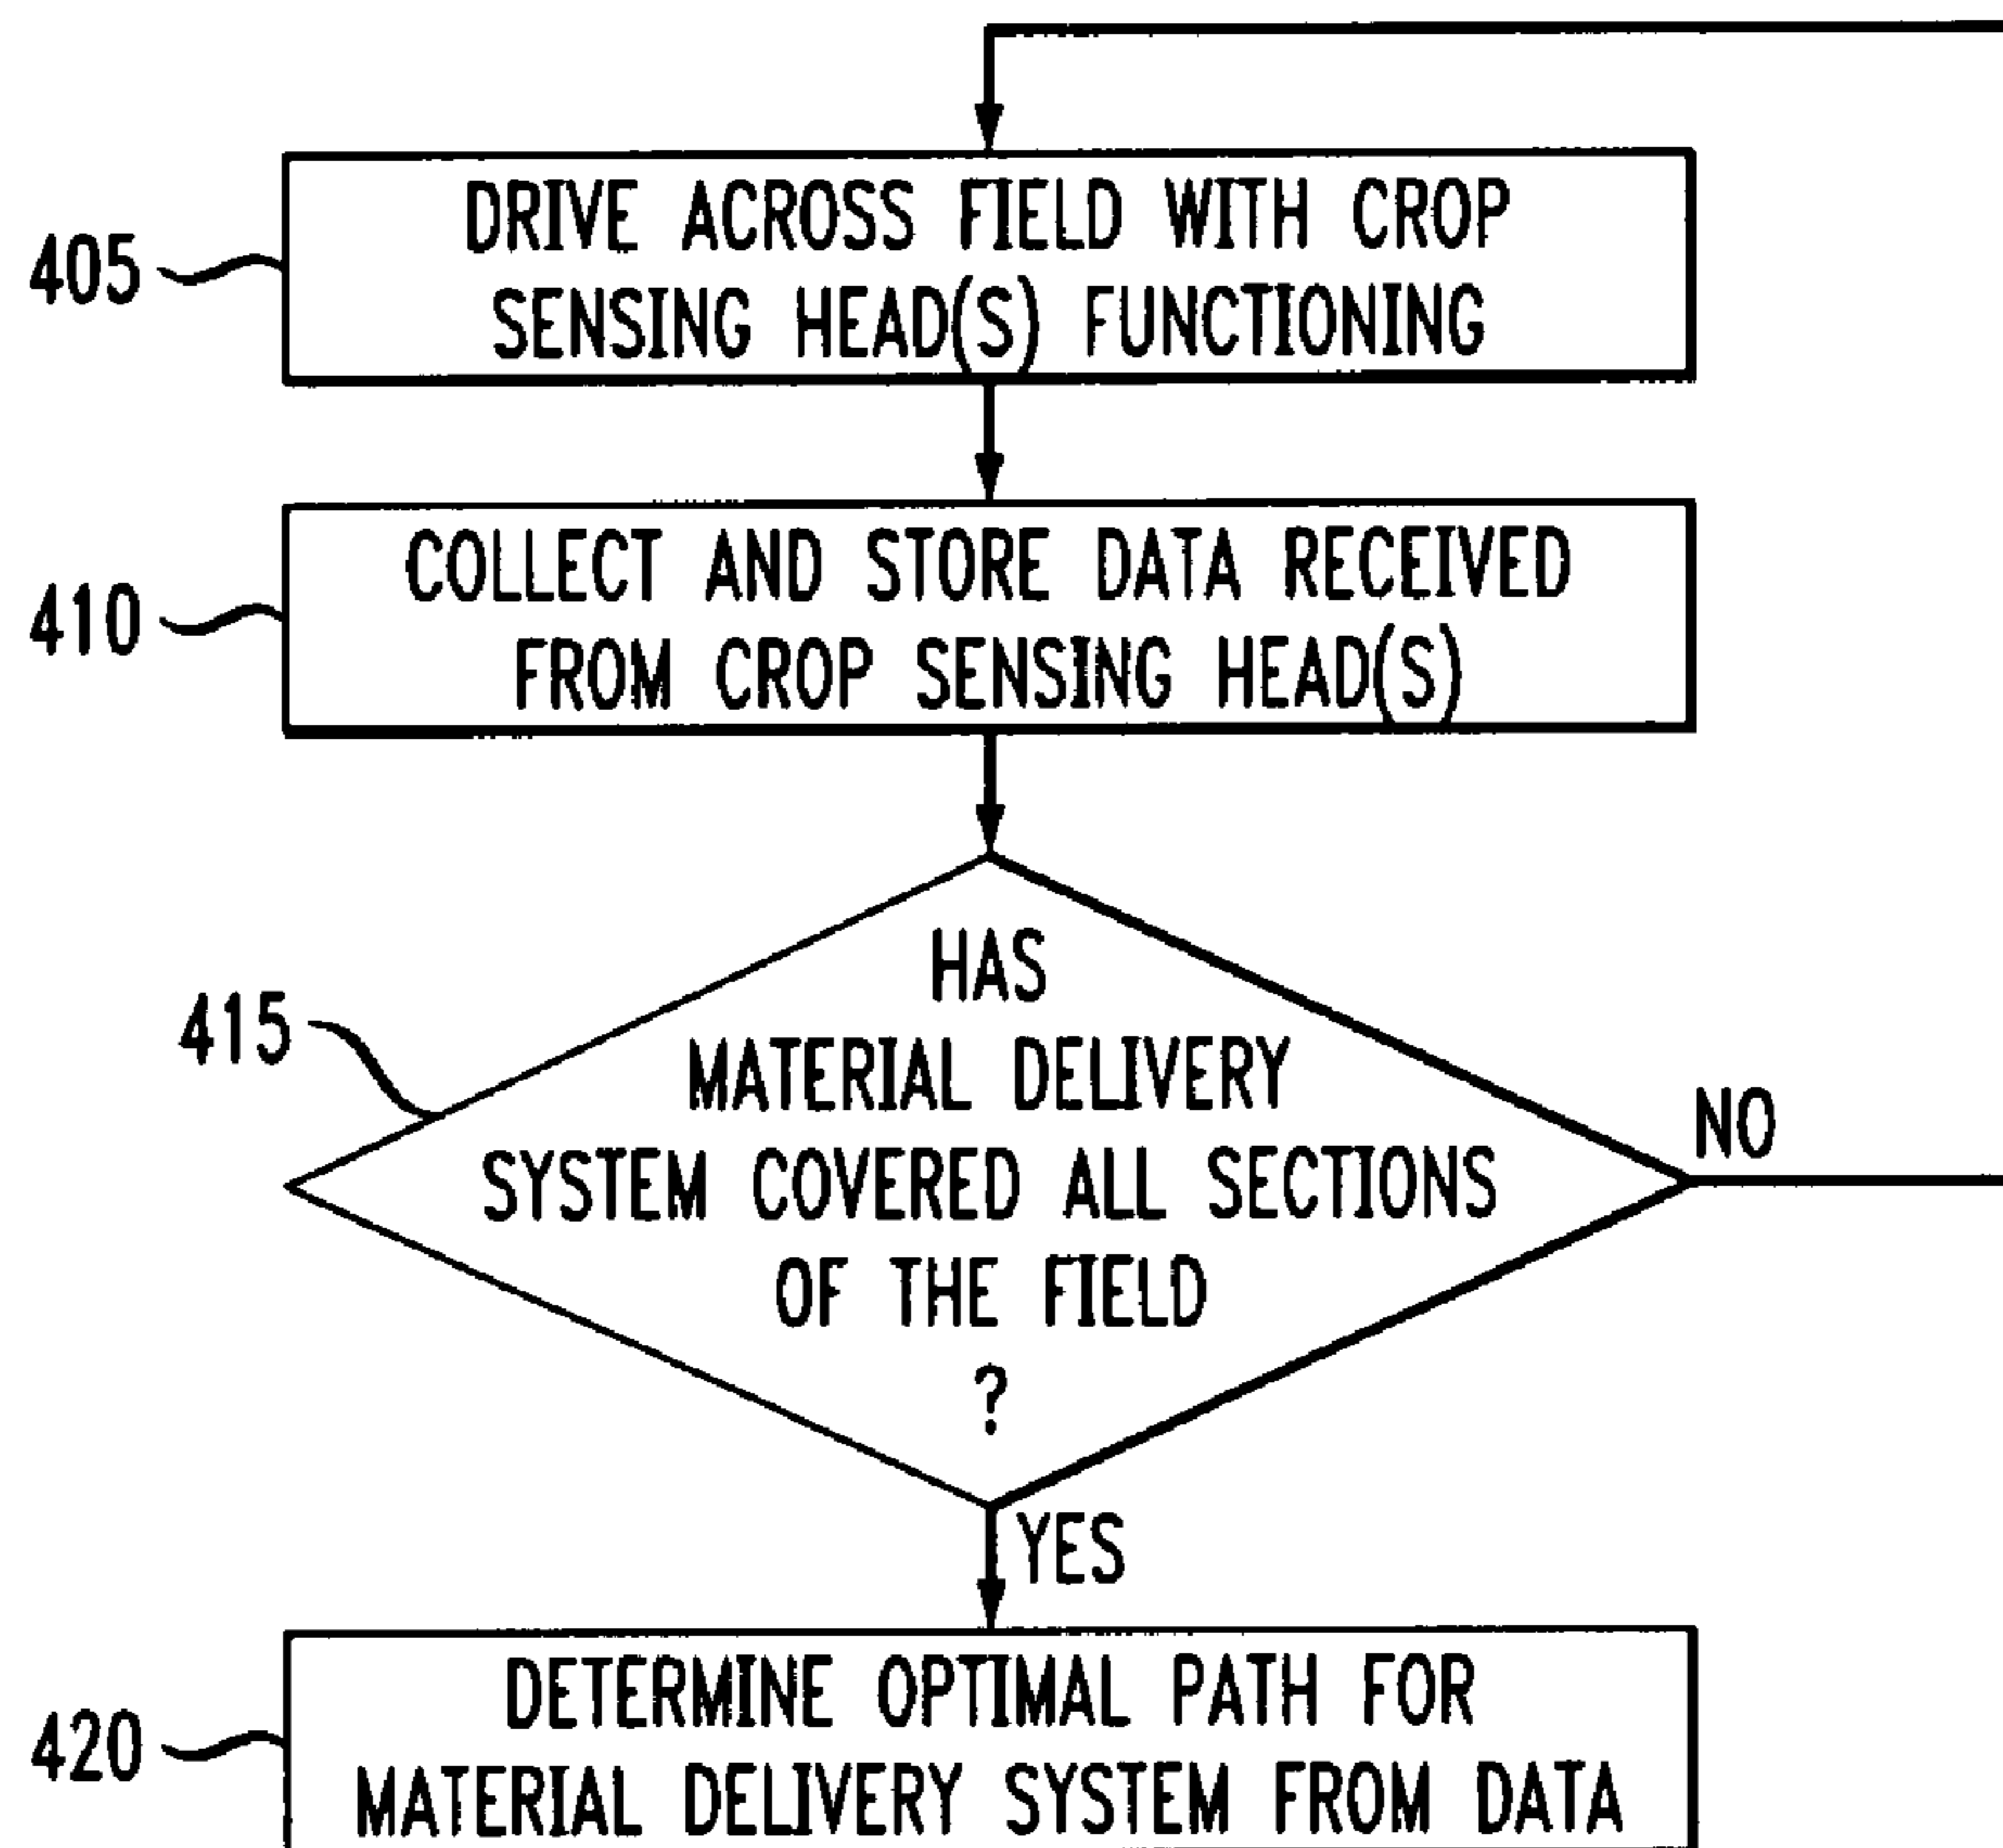 405
DRIVE ACROSS FIELD WITH CROP
SENSING HEAD(S) FUNCTIONING
410
COLLECT AND STORE DATA RECEIVED
FROM CROP SENSING HEAD(S)
415
HAS
MATERIAL DELIVERY
SYSTEM COVERED ALL SECTIONS
OF THE FIELD
?
NO
YES
420
DETERMINE OPTIMAL PATH FOR
MATERIAL DELIVERY SYSTEM FROM DATA